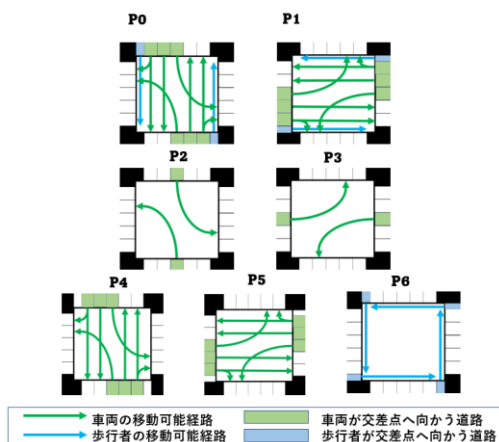 P0 P1
P2 P3
P4 P5 P6
車両の移動可能経路 車両が交差点へ向かう道路
歩行者の移動可能経路 歩行者が交差点へ向かう道路